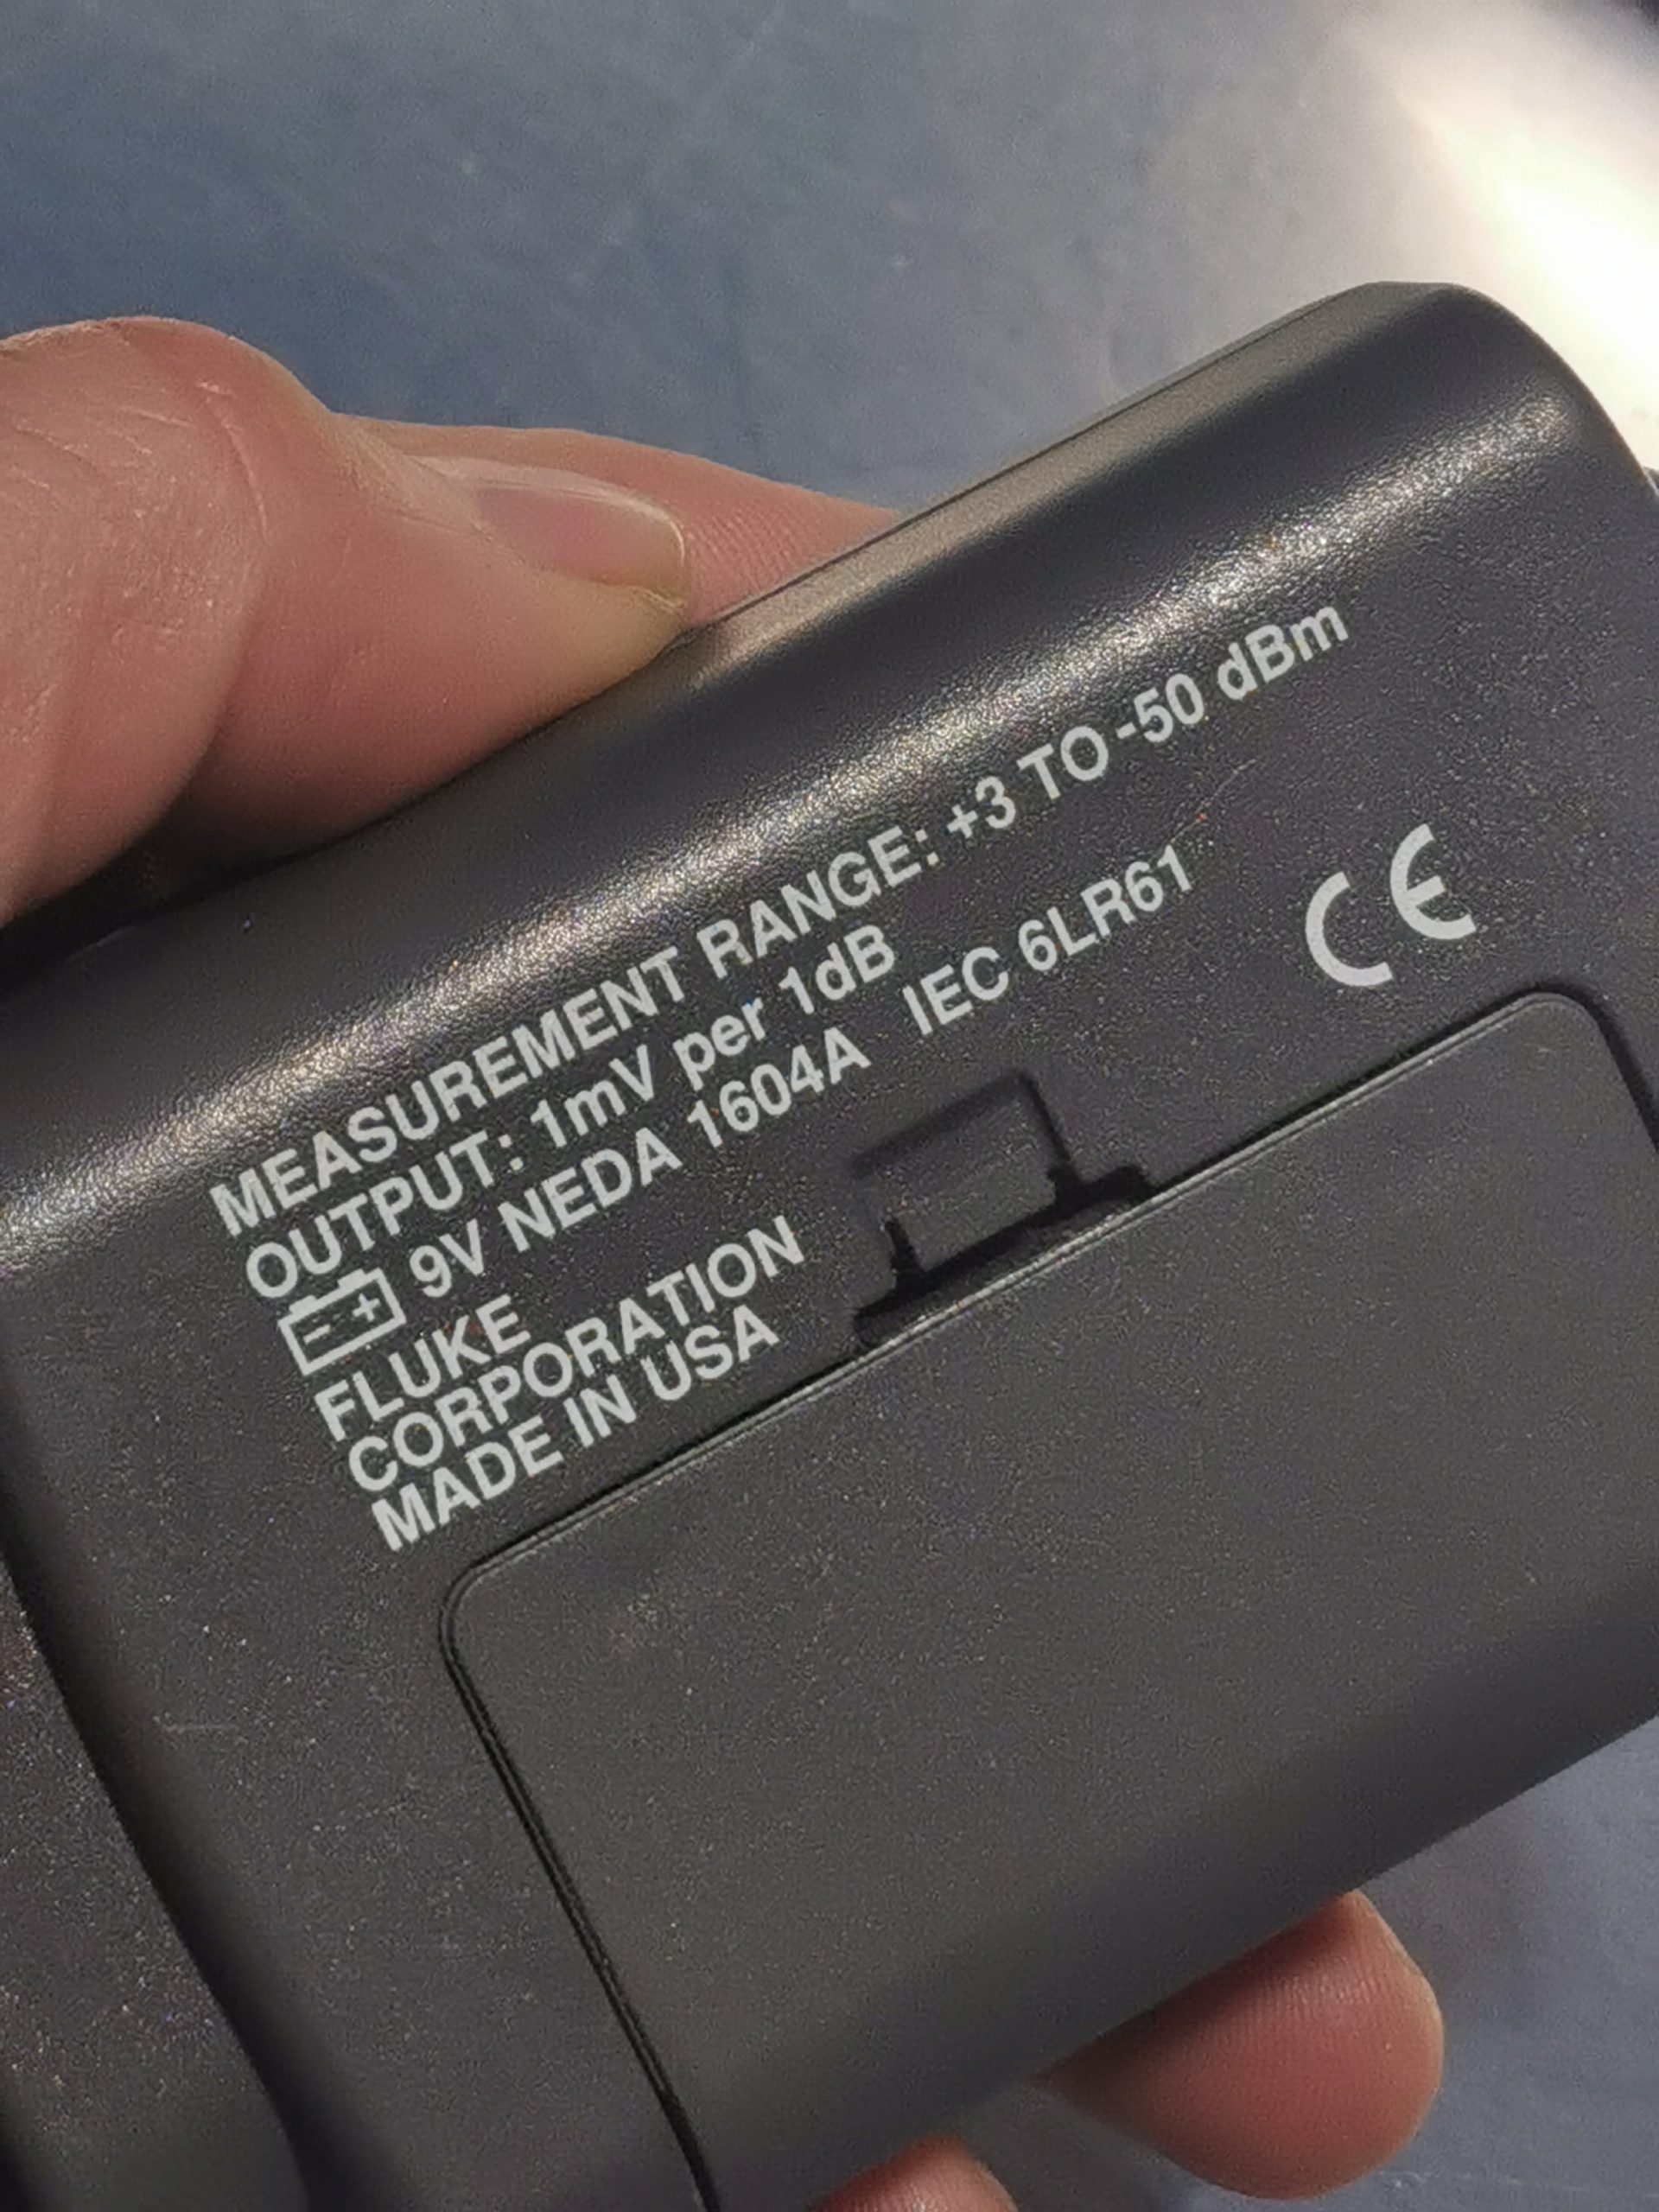 MEASUREMENT RANGE: +3 TO -50 dBm
OUTPUT: 1mV per 1dB
- + 9V NEDA 1604A IEC 6LR61
CE
FLUKE
CORPORATION
MADE IN USA